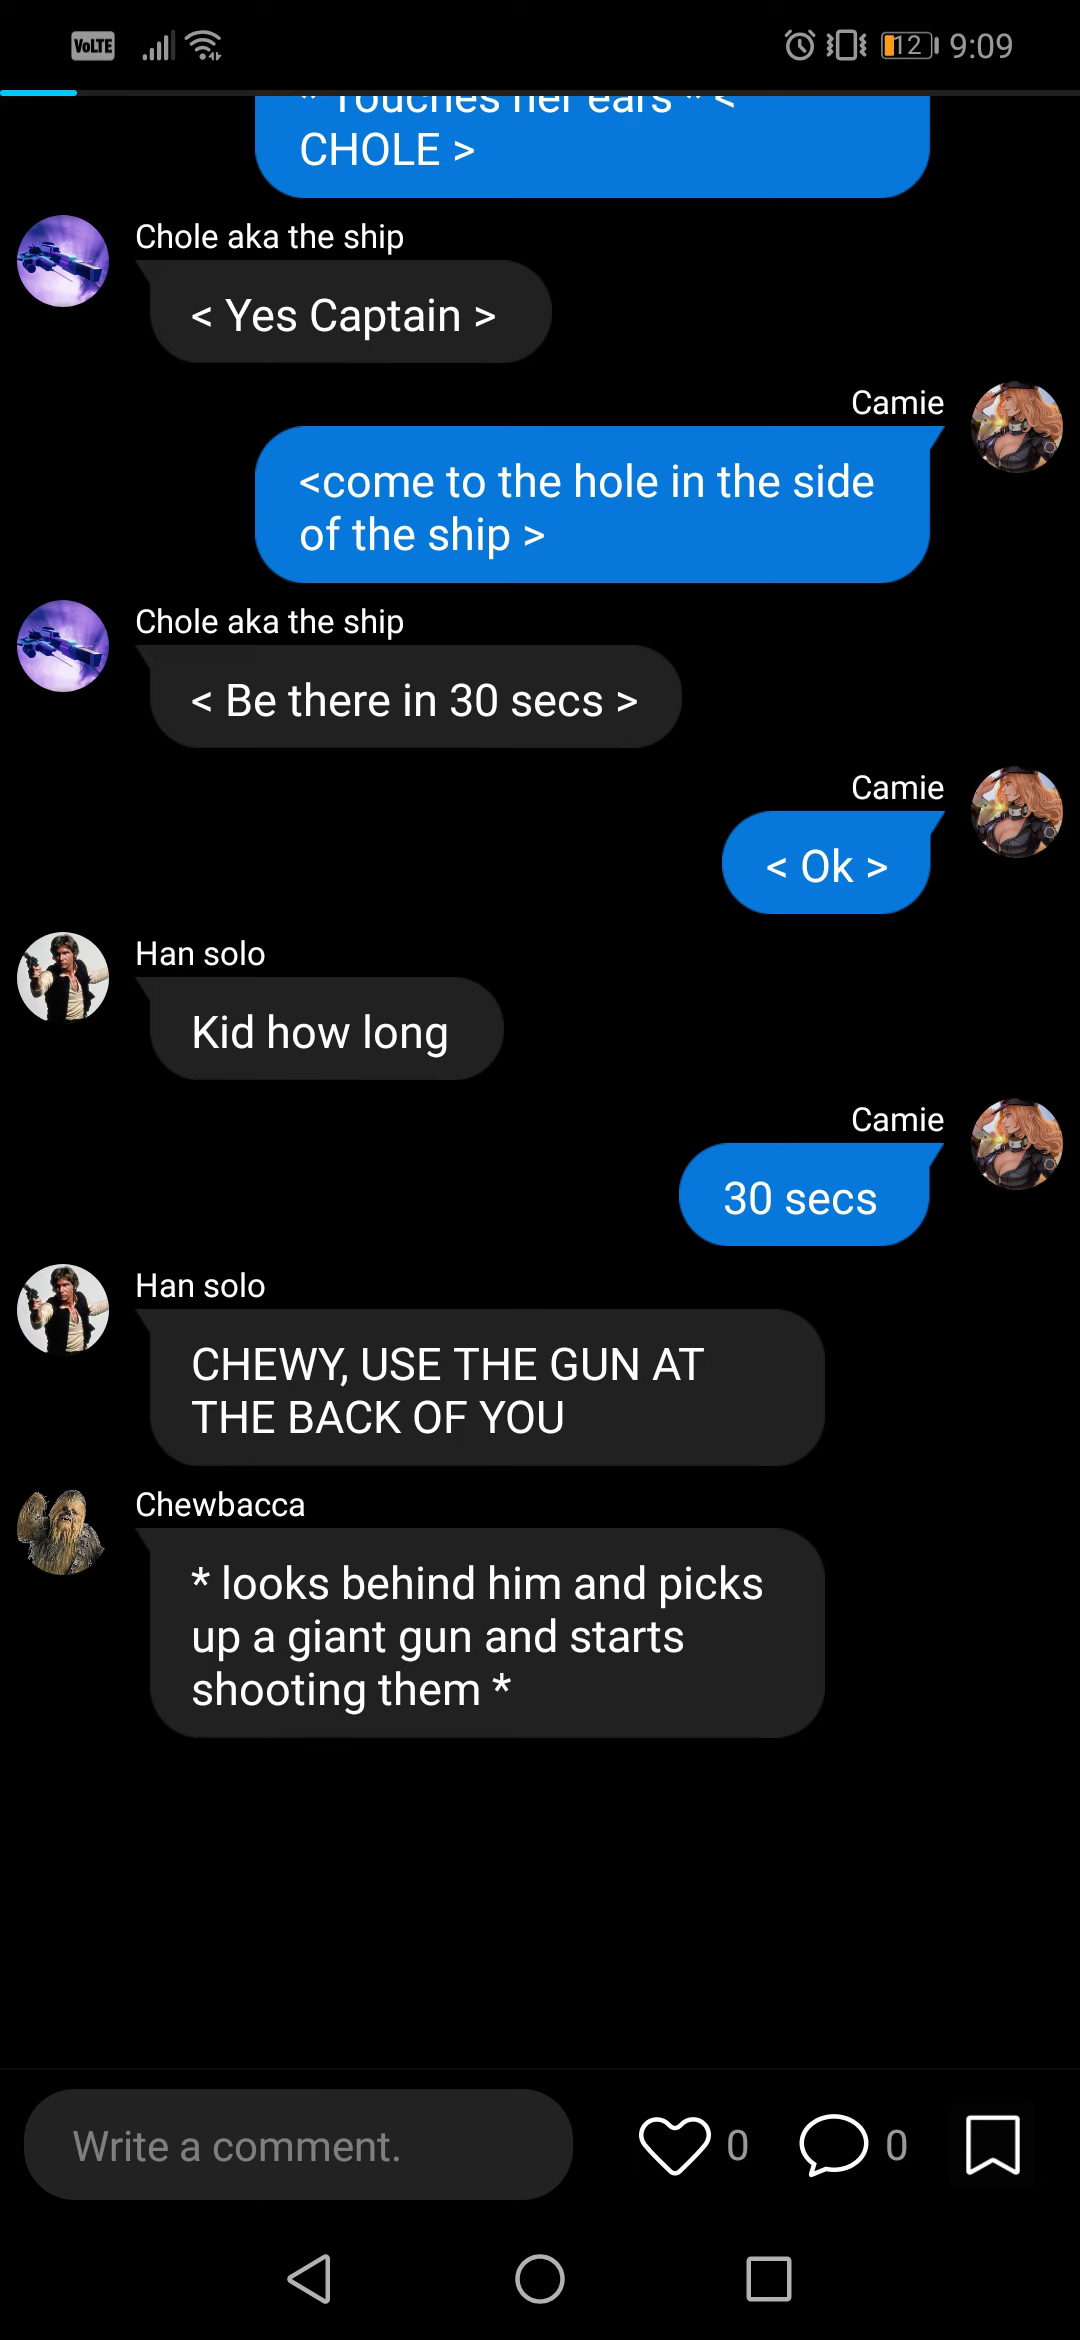 VoLTE 12 9:09
* Touches her ears * <
CHOLE >
Chole aka the ship
< Yes Captain >
Camie
<come to the hole in the side
of the ship >
Chole aka the ship
< Be there in 30 secs >
Camie
< Ok >
Han solo
Kid how long
Camie
30 secs
Han solo
CHEWY, USE THE GUN AT
THE BACK OF YOU
Chewbacca
* looks behind him and picks
up a giant gun and starts
shooting them *
Write a comment. 0 0